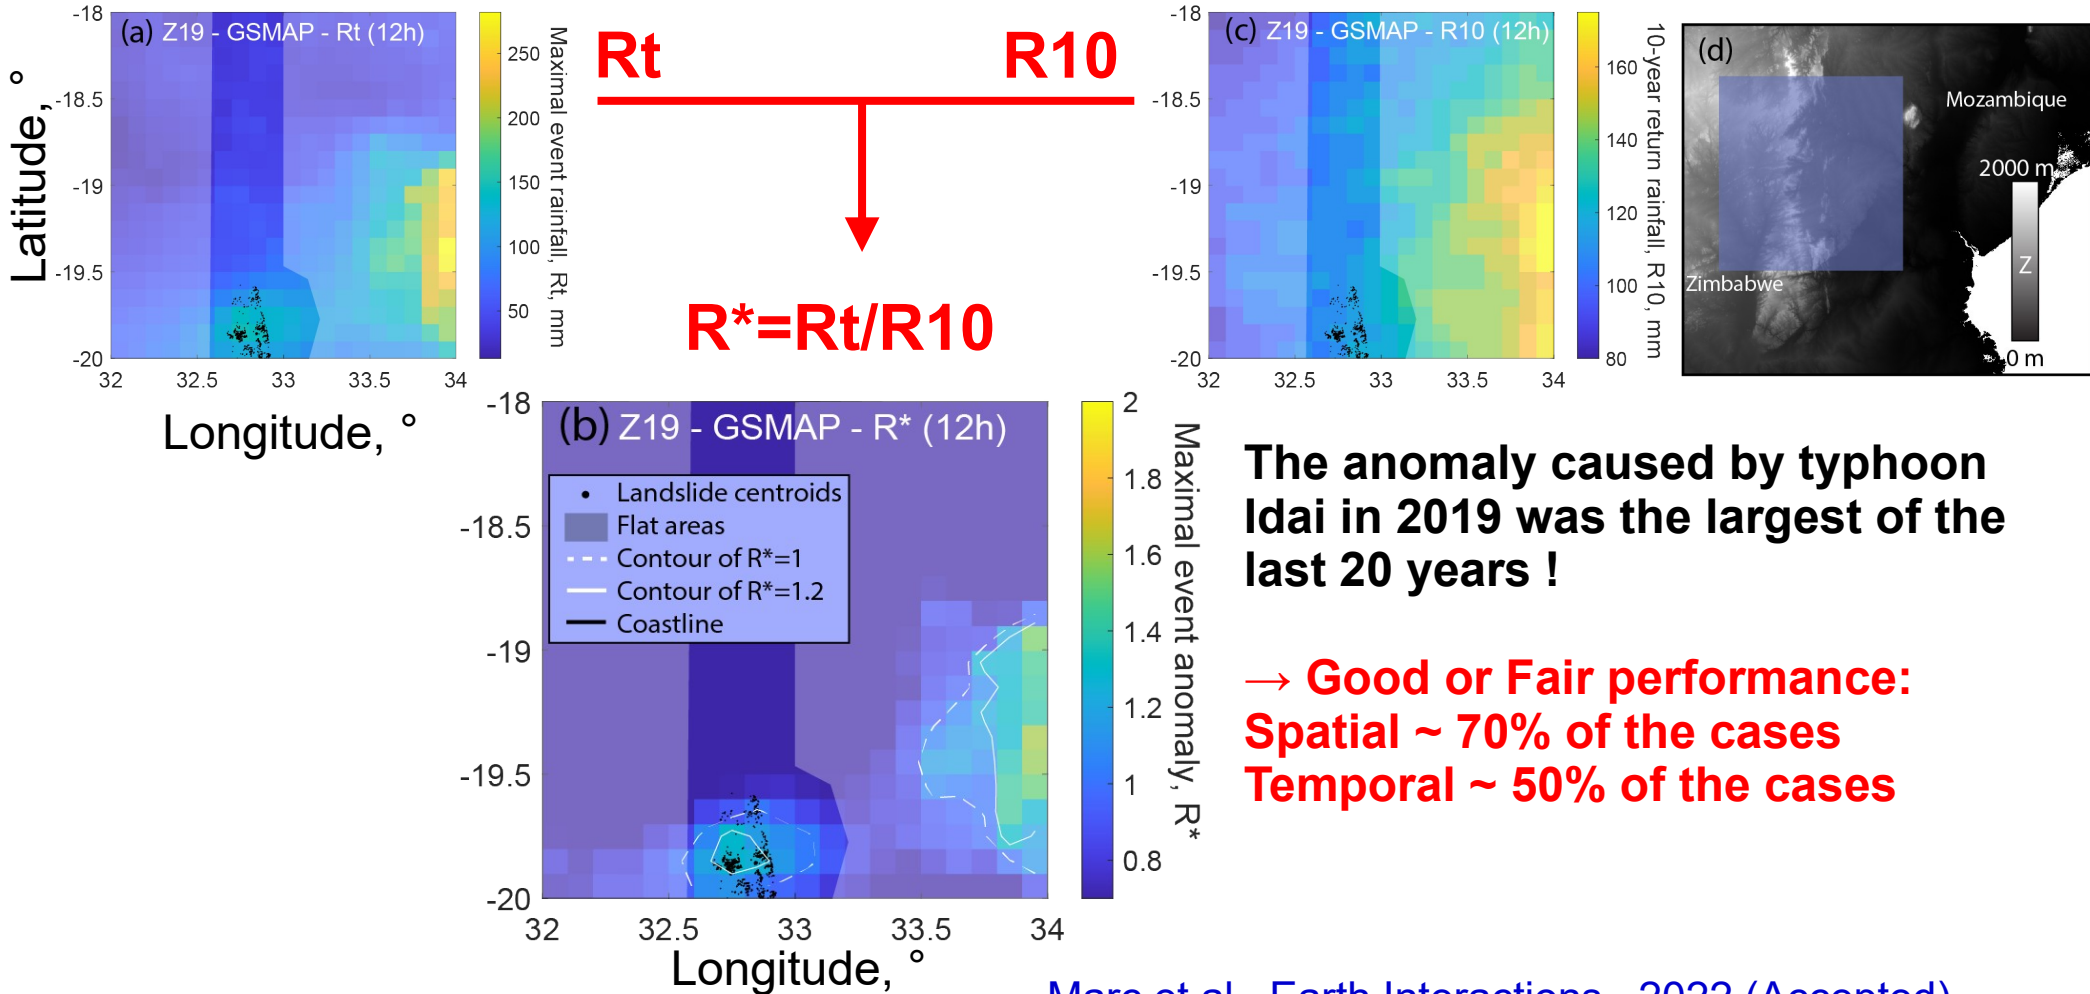 (a) Z19 - GSMAP - Rt (12h)
-18
-18.5
-19
-19.5
-20
32
32.5
33
33.5
34
Latitude, °
Longitude, °
250
200
150
100
50
Maximal event rainfall, Rt, mm
Rt
R10
R*=Rt/R10
(c) Z19 - GSMAP - R10 (12h)
-18
-18.5
-19
-19.5
-20
32
32.5
33
33.5
34
160
140
120
100
80
10-year return rainfall, R10, mm
(d)
Mozambique
2000 m
Z
Zimbabwe
0 m
(b) Z19 - GSMAP - R* (12h)
Landslide centroids
Flat areas
Contour of R*=1
Contour of R*=1.2
Coastline
-18
-18.5
-19
-19.5
-20
32
32.5
33
33.5
34
Longitude, °
2
1.8
1.6
1.4
1.2
1
0.8
Maximal event anomaly, R*
The anomaly caused by typhoon
Idai in 2019 was the largest of the
last 20 years !
→ Good or Fair performance:
Spatial ~ 70% of the cases
Temporal ~ 50% of the cases
Marc et al., Earth Interactions, 2022 (Accepted)